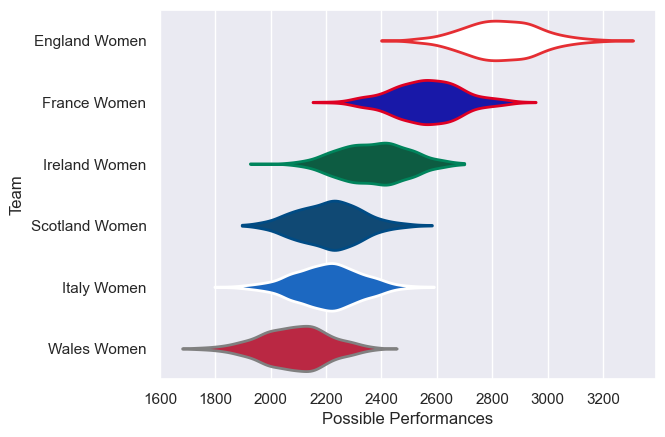 England Women
France Women
Ireland Women
Scotland Women
Italy Women
Wales Women
Team
1600 1800 2000 2200 2400 2600 2800 3000 3200
Possible Performances